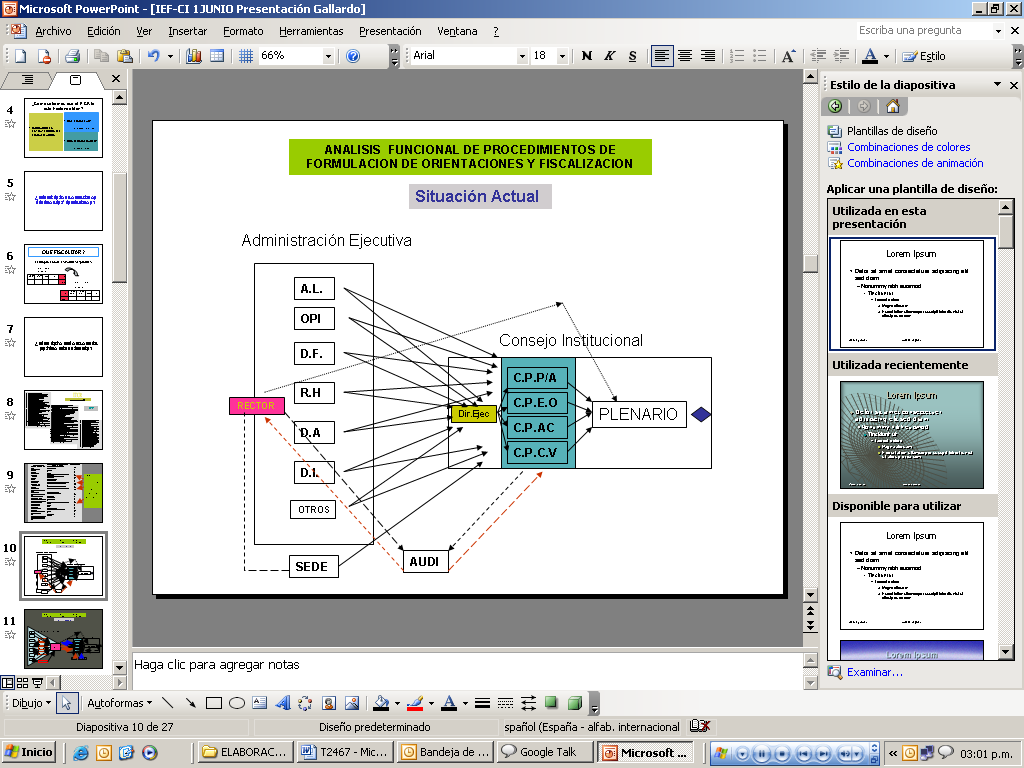 Microsoft PowerPoint - [IEF-CI 1JUNIO Presentación Gallardo]
Archivo Edición Ver Insertar Formato Herramientas Presentación Ventana ?
Escriba una pregunta
66% Arial 18 N K S Estilo
4
5
6
7
8
9
10
11
ANALISIS FUNCIONAL DE PROCEDIMIENTOS DE
FORMULACION DE ORIENTACIONES Y FISCALIZACION
Situación Actual
Administración Ejecutiva
A.L.
OPI
D.F.
R.H
RECTOR
D.A
D.I.
OTROS
SEDE
AUDI
Consejo Institucional
Dir.Ejec
C.P.P/A
C.P.E.O
C.P.AC
C.P.C.V
PLENARIO
Estilo de la diapositiva
Plantillas de diseño
Combinaciones de colores
Combinaciones de animación
Aplicar una plantilla de diseño:
Utilizada en esta
presentación
Lorem Ipsum
Utilizada recientemente
Lorem Ipsum
Disponible para utilizar
Lorem Ipsum
Lorem Ipsum
Examinar...
Haga clic para agregar notas
Dibujo Autoformas
Diapositiva 10 de 27
Diseño predeterminado
spañol (España - alfab. internacional
Inicio
ELABORAC...
T2467 - Mic...
Bandeja de ...
Google Talk
Microsoft ...
03:01 p.m.